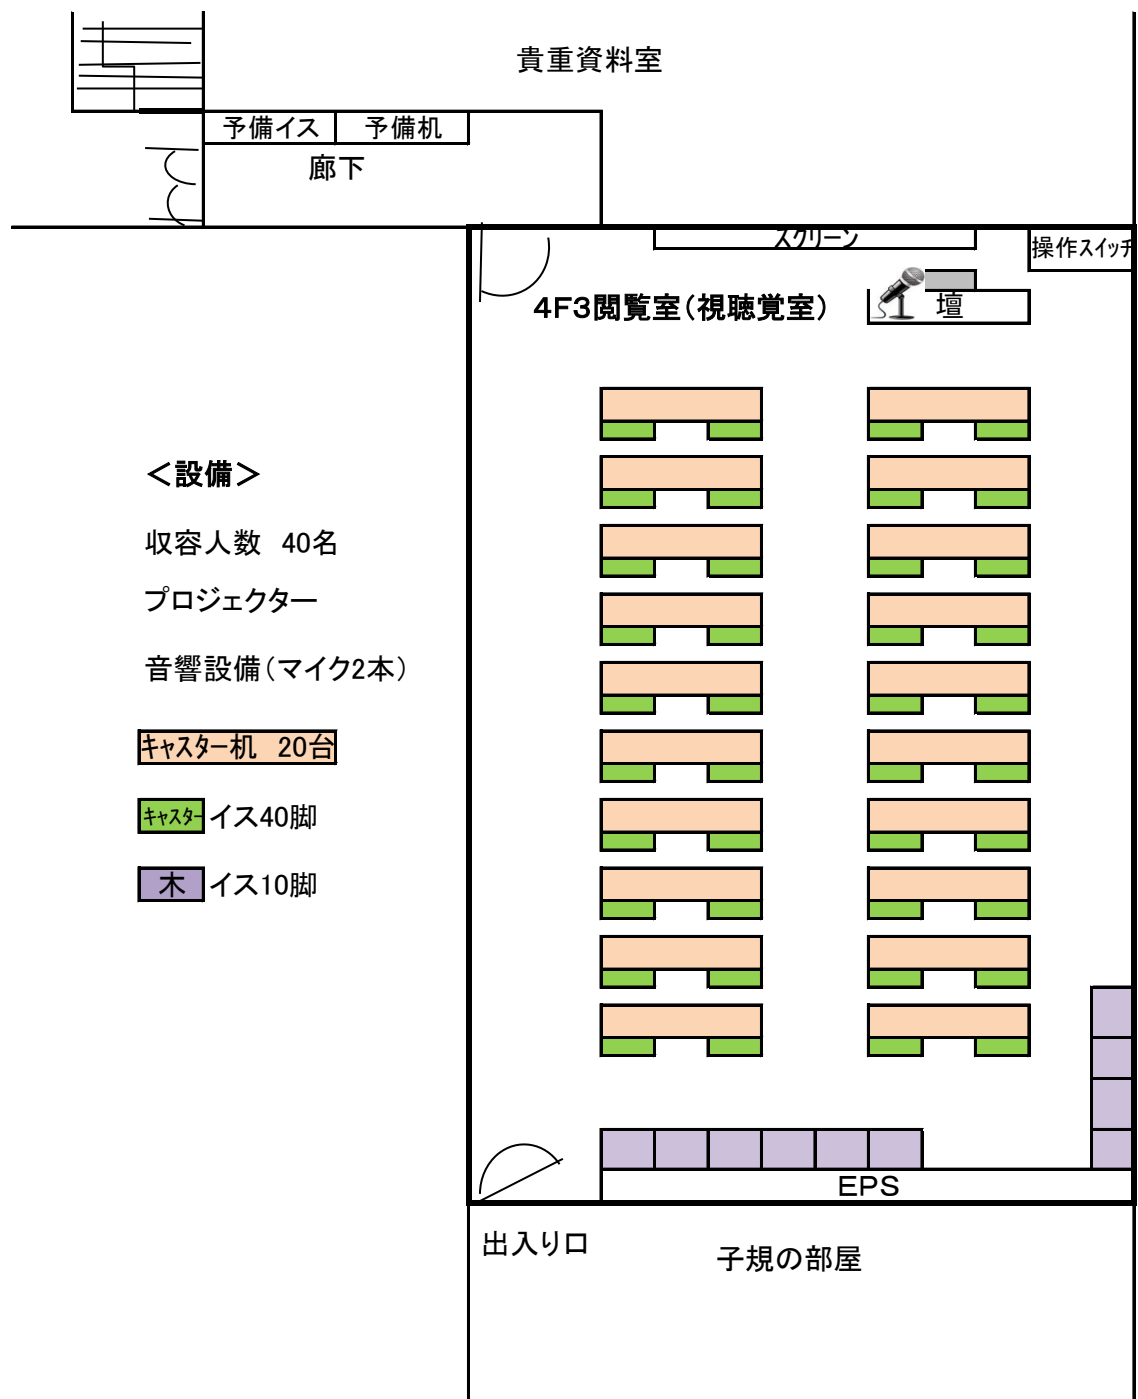 貴重資料室
予備イス 予備机
廊下
スクリーン
操作スイッチ
4F3閲覧室(視聴覚室)
壇
＜設備＞
収容人数 40名
プロジェクター
音響設備(マイク2本)
キャスター机 20台
キャスター イス40脚
木 イス10脚
EPS
出入り口
子規の部屋